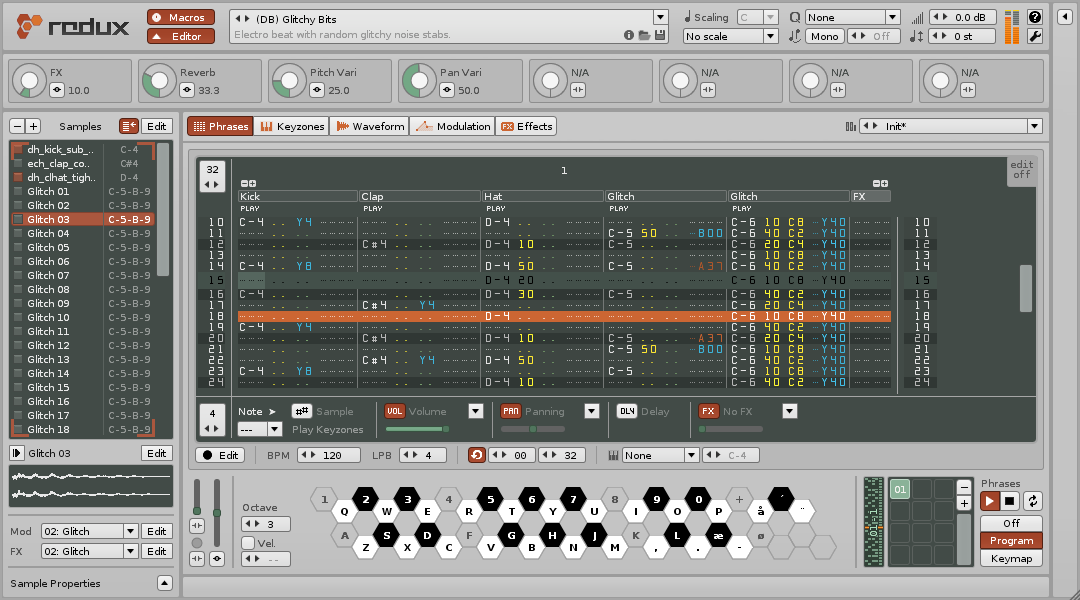 redux
Macros
Editor
(DB) Glitchy Bits
Electro beat with random glitchy noise stabs.
Scaling C
No scale
None
Mono Off
0.0 dB
0 st
FX 10.0
Reverb 33.3
Pitch Vari 25.0
Pan Vari 50.0
N/A
N/A
N/A
N/A
Samples Edit
Phrases Keyzones Waveform Modulation FX Effects
Init*
dh_kick_sub_.. C-4
ech_clap_co.. C#4
dh_clhat_tigh.. D-4
Glitch 01 C-5-B-9
Glitch 02 C-5-B-9
Glitch 03 C-5-B-9
Glitch 04 C-5-B-9
Glitch 05 C-5-B-9
Glitch 06 C-5-B-9
Glitch 07 C-5-B-9
Glitch 08 C-5-B-9
Glitch 09 C-5-B-9
Glitch 10 C-5-B-9
Glitch 11 C-5-B-9
Glitch 12 C-5-B-9
Glitch 13 C-5-B-9
Glitch 14 C-5-B-9
Glitch 15 C-5-B-9
Glitch 16 C-5-B-9
Glitch 17 C-5-B-9
Glitch 18 C-5-B-9
Glitch 03 Edit
Mod 02: Glitch Edit
FX 02: Glitch Edit
Sample Properties
32
1
edit off
Kick Clap Hat Glitch Glitch FX
PLAY PLAY PLAY PLAY PLAY
10 C-4 Y4 D-4 C-6 10 C8 -Y40 10
11 C-5 50 B00 C-6 40 C2 -Y40 11
12 C#4 D-4 10 C-5 C-6 20 C4 -Y40 12
13 C-6 10 C8 -Y40 13
14 C-4 Y8 D-4 50 C-5 -A37 C-6 40 C2 -Y40 14
15 D-4 20 C-6 10 C8 -Y40 15
16 C-4 D-4 30 C-5 C-6 40 C2 -Y40 16
17 C#4 Y4 C-6 20 C4 -Y40 17
18 D-4 C-6 10 C8 -Y40 18
19 C-4 Y4 C-6 40 C2 -Y40 19
20 D-4 10 C-5 -A37 C-6 20 C4 -Y40 20
21 C-5 50 B00 C-6 10 C8 -Y40 21
22 C#4 Y4 D-4 50 C-6 40 C2 -Y40 22
23 C-4 Y8 C-5 C-6 10 C8 -Y40 23
24 D-4 10 C-6 40 C2 -Y40 24
4
Note ## Sample VOL Volume PAN Panning DLY Delay FX No FX
--- Play Keyzones
Edit BPM 120 LPB 4 00 32 None C-4
Octave
3
Vel.
--
1 2 3 4 5 6 7 8 9 0 + ´
Q W E R T Y U I O P å ¨
A S D F G H J K L æ ø
Z X C V B N M , . -
01 - 1
01
Phrases
Off
Program
Keymap